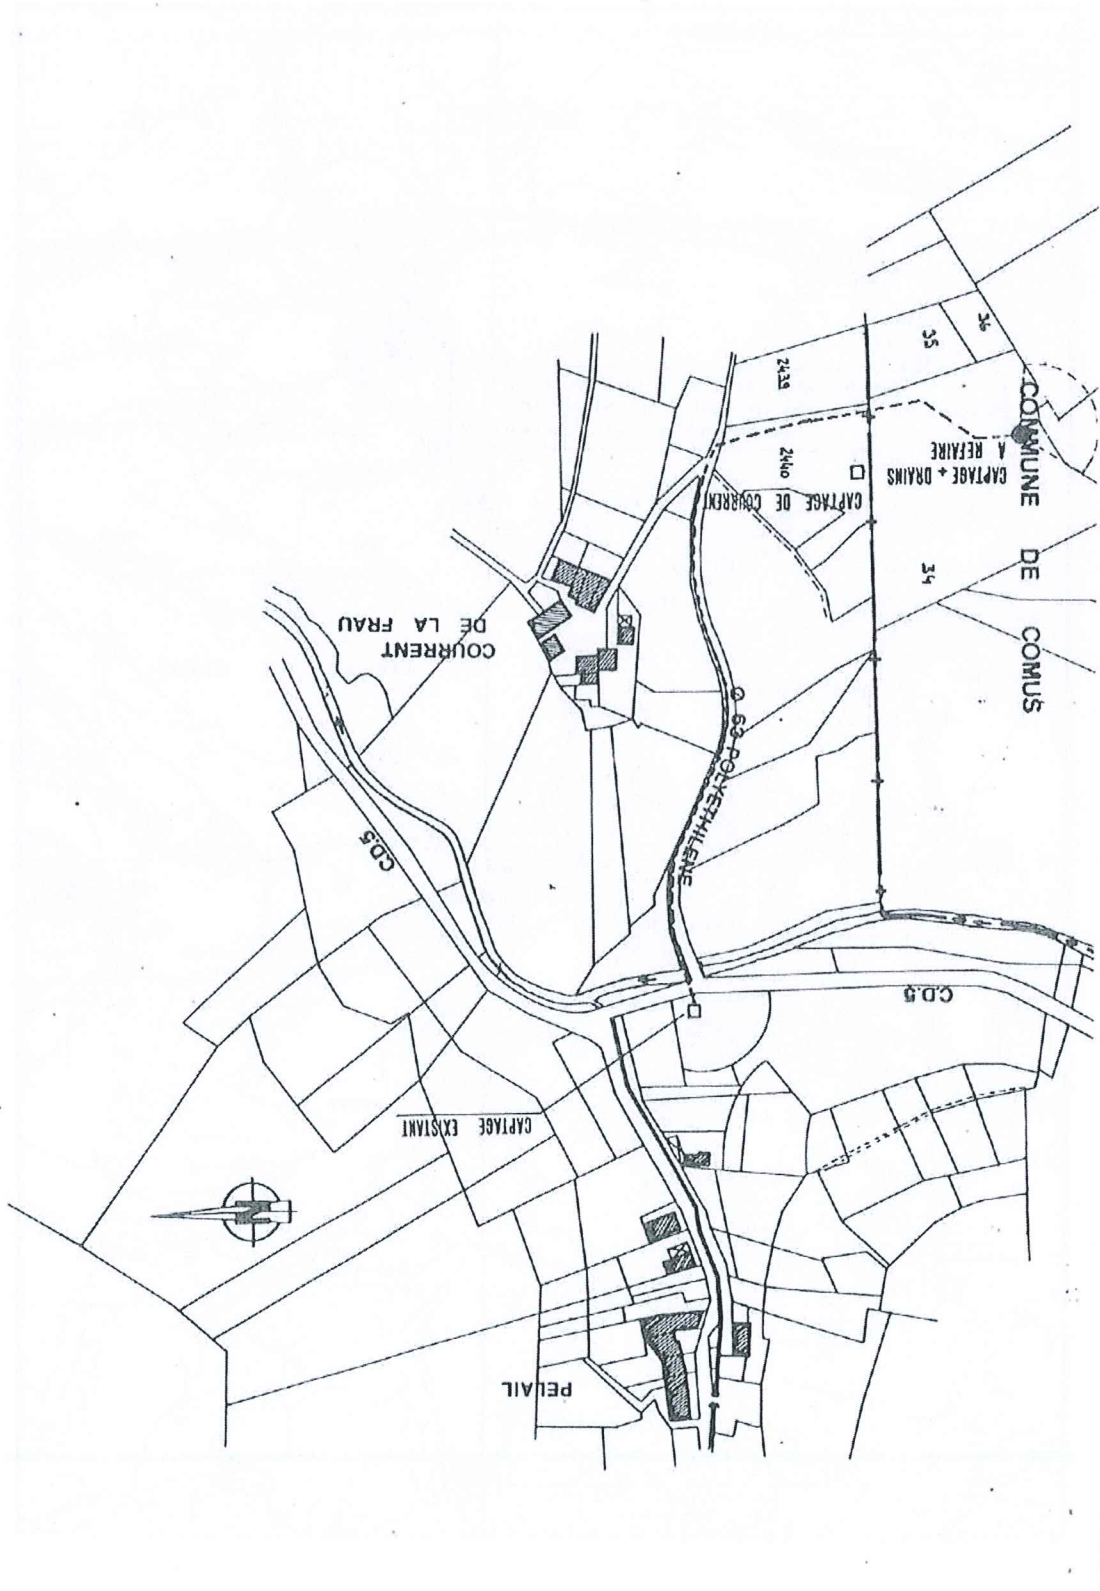 36
35
2439
COMMUNE DE COMUS
CAPTAGE + DRAINS
A REFAIRE
2440
CAPTAGE DE COURRENT
34
COURRENT
DE LA FRAU
Ø 63 POLYETHILENE
C.D.5
C.D.5
CAPTAGE EXISTANT
N
PELAIL